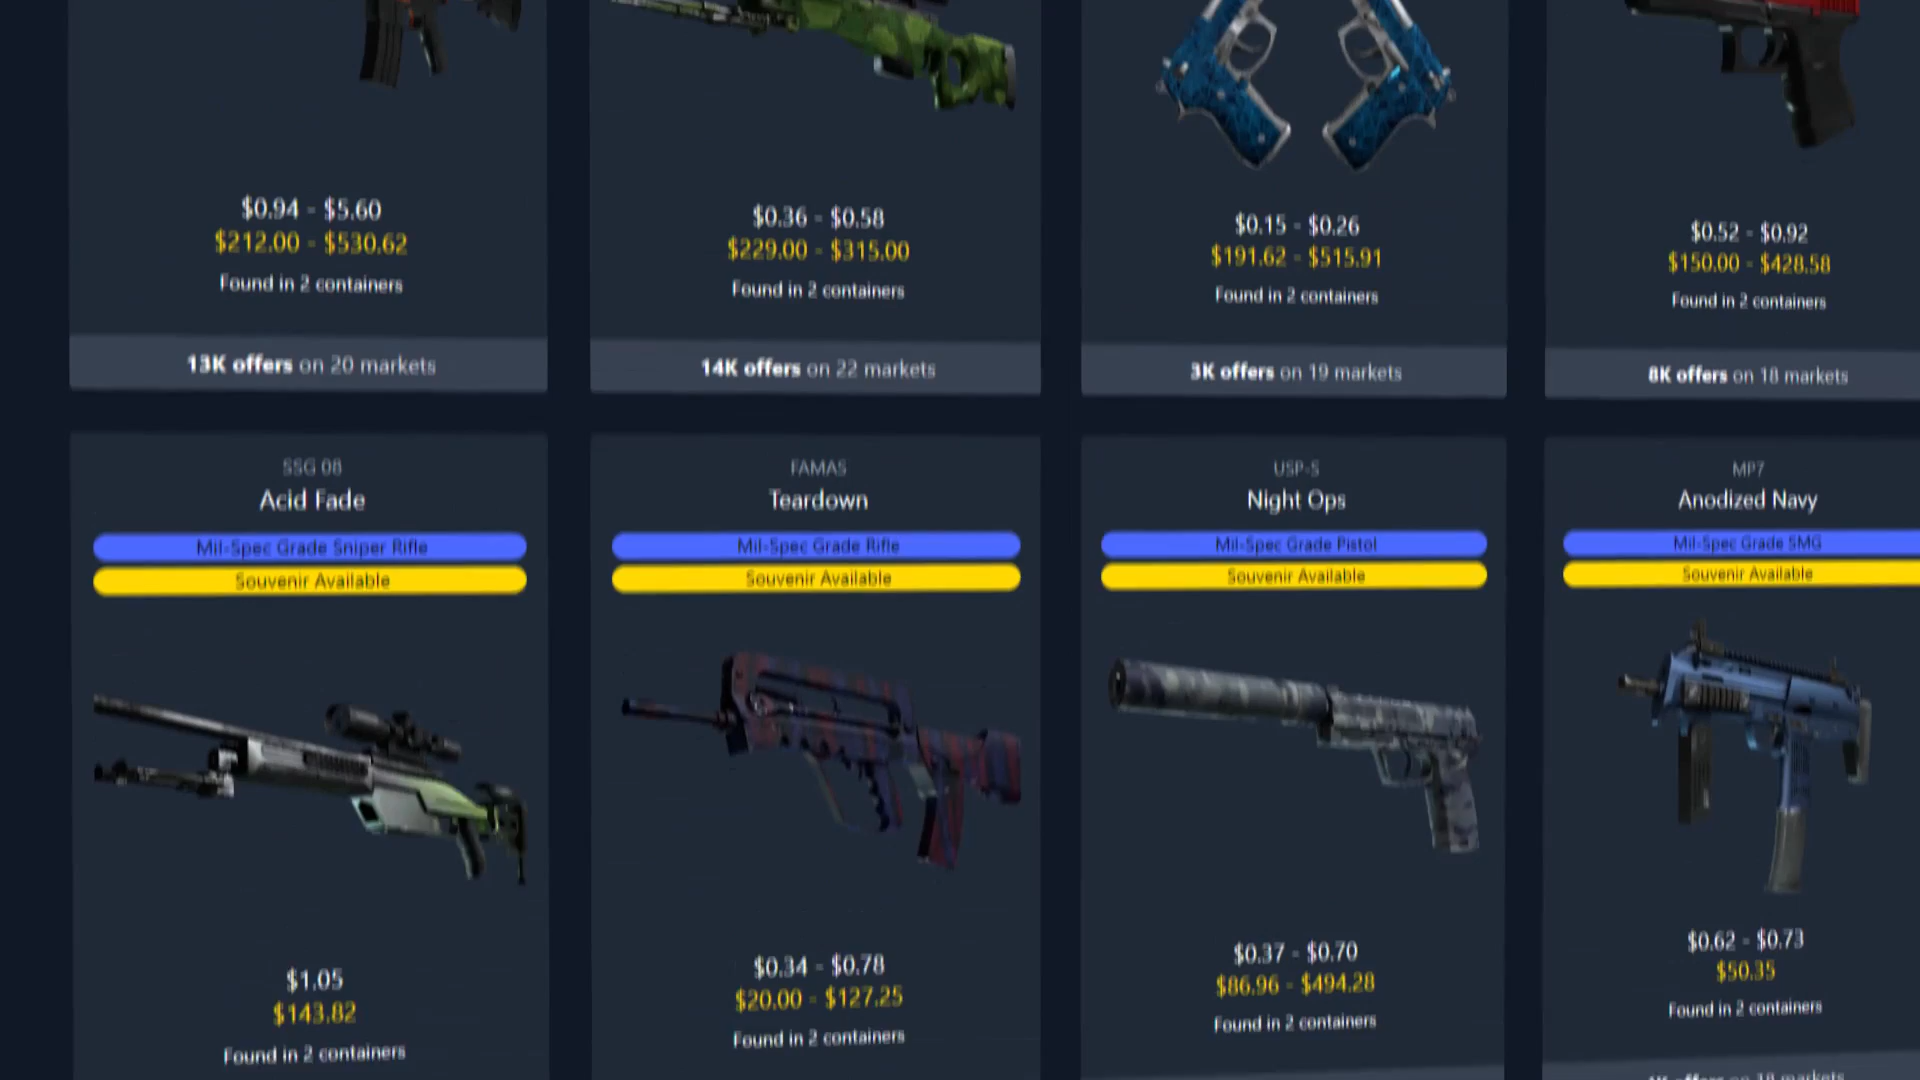 $0.94 - $5.60
$212.00 - $530.62
Found in 2 containers
13K offers on 20 markets
$0.36 - $0.58
$229.00 - $315.00
Found in 2 containers
14K offers on 22 markets
$0.15 - $0.26
$191.62 - $515.91
Found in 2 containers
3K offers on 19 markets
$0.52 - $0.92
$150.00 - $428.58
Found in 2 containers
8K offers on 18 markets
SSG 08
Acid Fade
Mil-Spec Grade Sniper Rifle
Souvenir Available
$1.05
$143.82
Found in 2 containers
FAMAS
Teardown
Mil-Spec Grade Rifle
Souvenir Available
$0.34 - $0.78
$20.00 - $127.25
Found in 2 containers
USP-S
Night Ops
Mil-Spec Grade Pistol
Souvenir Available
$0.37 - $0.70
$86.96 - $494.28
Found in 2 containers
MP7
Anodized Navy
Mil-Spec Grade SMG
Souvenir Available
$0.62 - $0.73
$50.35
Found in 2 containers